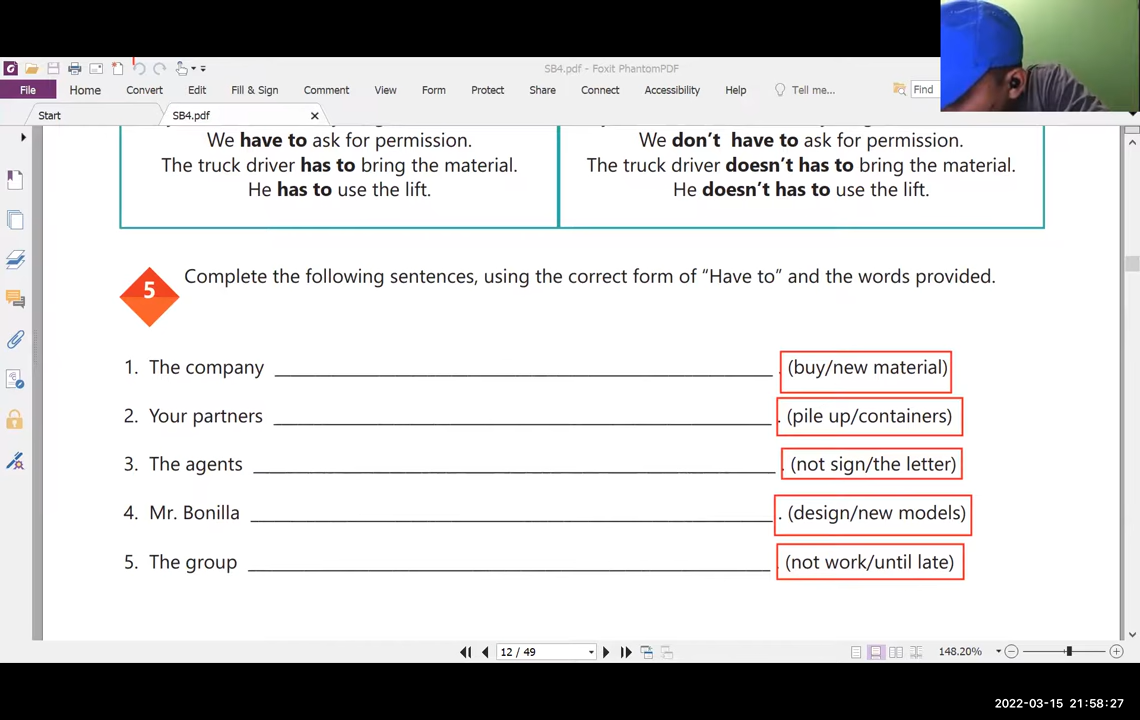 SB4.pdf - Foxit PhantomPDF
File Home Convert Edit Fill & Sign Comment View Form Protect Share Connect Accessibility Help Tell me... Find
Start SB4.pdf
We have to ask for permission.
The truck driver has to bring the material.
He has to use the lift.
We don't have to ask for permission.
The truck driver doesn't has to bring the material.
He doesn't has to use the lift.
5 Complete the following sentences, using the correct form of "Have to" and the words provided.
1. The company ______________________ . (buy/new material)
2. Your partners ______________________ . (pile up/containers)
3. The agents ______________________ . (not sign/the letter)
4. Mr. Bonilla ______________________ . (design/new models)
5. The group ______________________ . (not work/until late)
12 / 49
148.20%
2022-03-15 21:58:27